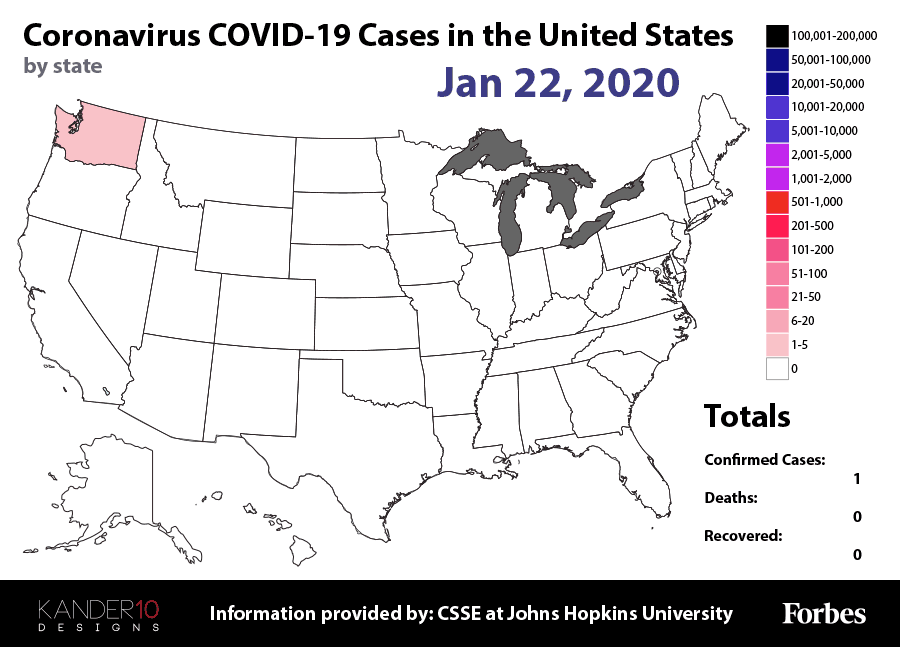 Coronavirus COVID-19 Cases in the United States
by state
Jan 22, 2020
100,001-200,000
50,001-100,000
20,001-50,000
10,001-20,000
5,001-10,000
2,001-5,000
1,001-2,000
501-1,000
201-500
101-200
51-100
21-50
6-20
1-5
0
Totals
Confirmed Cases:
1
Deaths:
0
Recovered:
0
KANDER10
DESIGNS
Information provided by: CSSE at Johns Hopkins University
Forbes